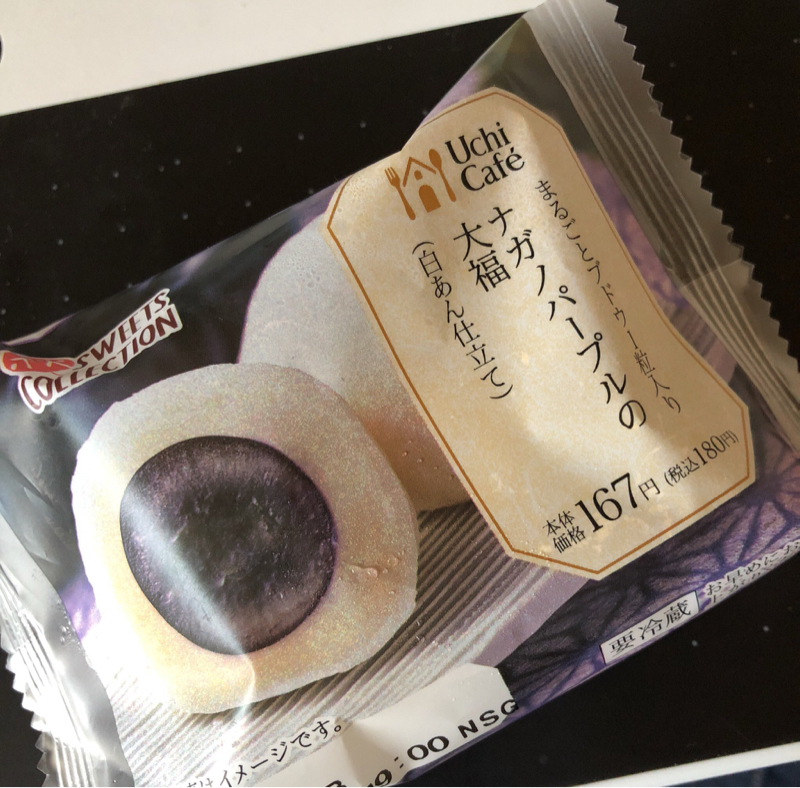 Uchi
Café
まるごとブドウ一粒入り
ナガノパープルの
大福
(白あん仕立て)
本体
価格
167円
(税込180円)
SWEETS
COLLECTION
要冷蔵
イメージです。
:00 NSG